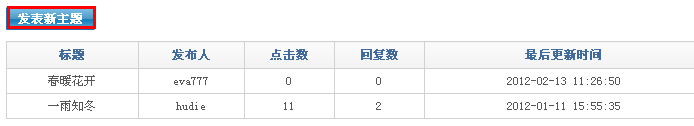 发表新主题
标题 发布人 点击数 回复数 最后更新时间
春暖花开 eva777 0 0 2012-02-13 11:26:50
一雨知冬 hudie 11 2 2012-01-11 15:55:35